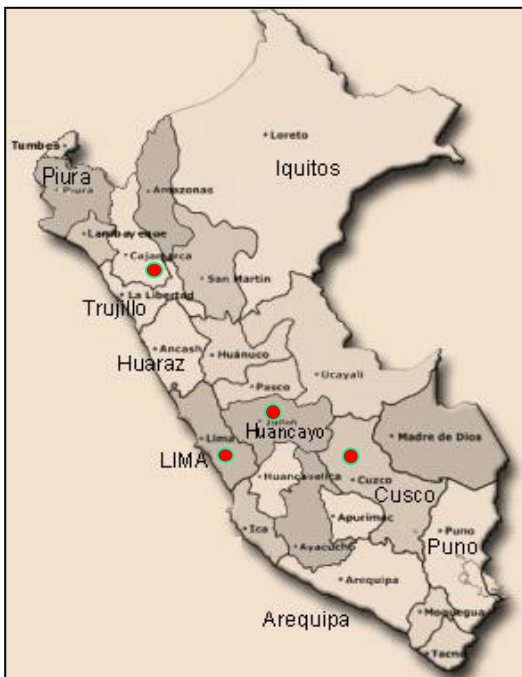 Loreto
Tumbes
Iquitos
Piura
Piura
Amazonas
Lambayeque
Cajamarca
San Martin
La Libertad
Trujillo
Ancash
Huánuco
Huaraz
Ucayali
Pasco
Junín
Huancayo
Lima
Madre de Dios
LIMA
Huancavelica
Cuzco
Cusco
Apurimac
Ica
Puno
Ayacucho
Puno
Arequipa
Moquegua
Arequipa
Tacna